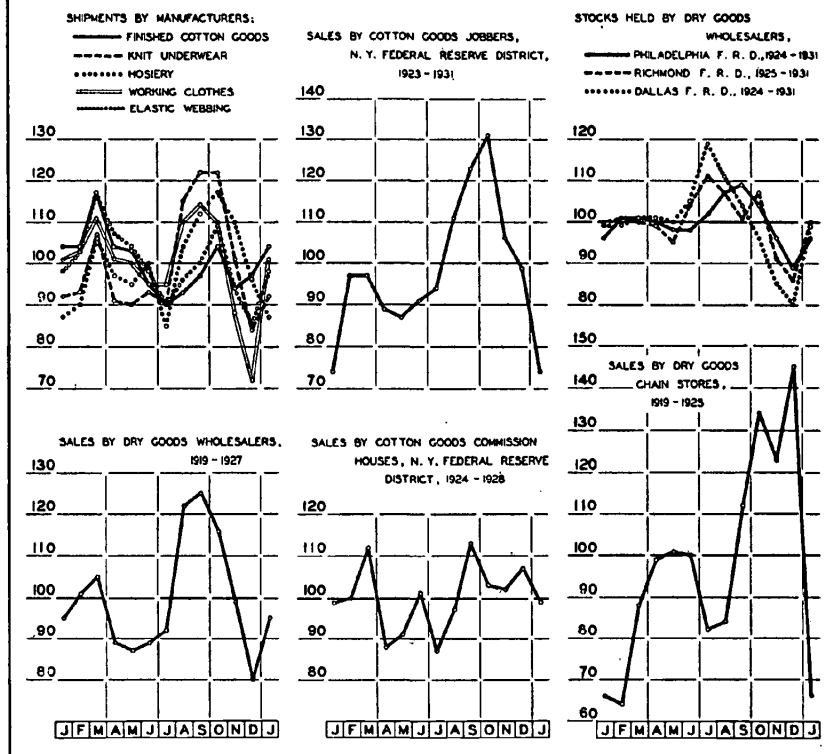 SHIPMENTS BY MANUFACTURERS:
FINISHED COTTON GOODS
KNIT UNDERWEAR
HOSIERY
WORKING CLOTHES
ELASTIC WEBBING
130
120
110
100
90
80
70
SALES BY COTTON GOODS JOBBERS,
N. Y. FEDERAL RESERVE DISTRICT,
1923-1931
140
130
120
110
100
90
80
70
STOCKS HELD BY DRY GOODS
WHOLESALERS,
PHILADELPHIA F. R. D., 1924-1931
RICHMOND F. R. D., 1925-1931
DALLAS F. R. D., 1924-1931
120
110
100
90
80
SALES BY DRY GOODS WHOLESALERS,
1919-1927
130
120
110
100
90
80
J F M A M J J A S O N D J
SALES BY COTTON GOODS COMMISSION
HOUSES, N. Y. FEDERAL RESERVE
DISTRICT, 1924-1928
120
110
100
90
80
J F M A M J J A S O N D J
SALES BY DRY GOODS
CHAIN STORES,
1919-1925
150
140
130
120
110
100
90
80
70
60
J F M A M J J A S O N D J